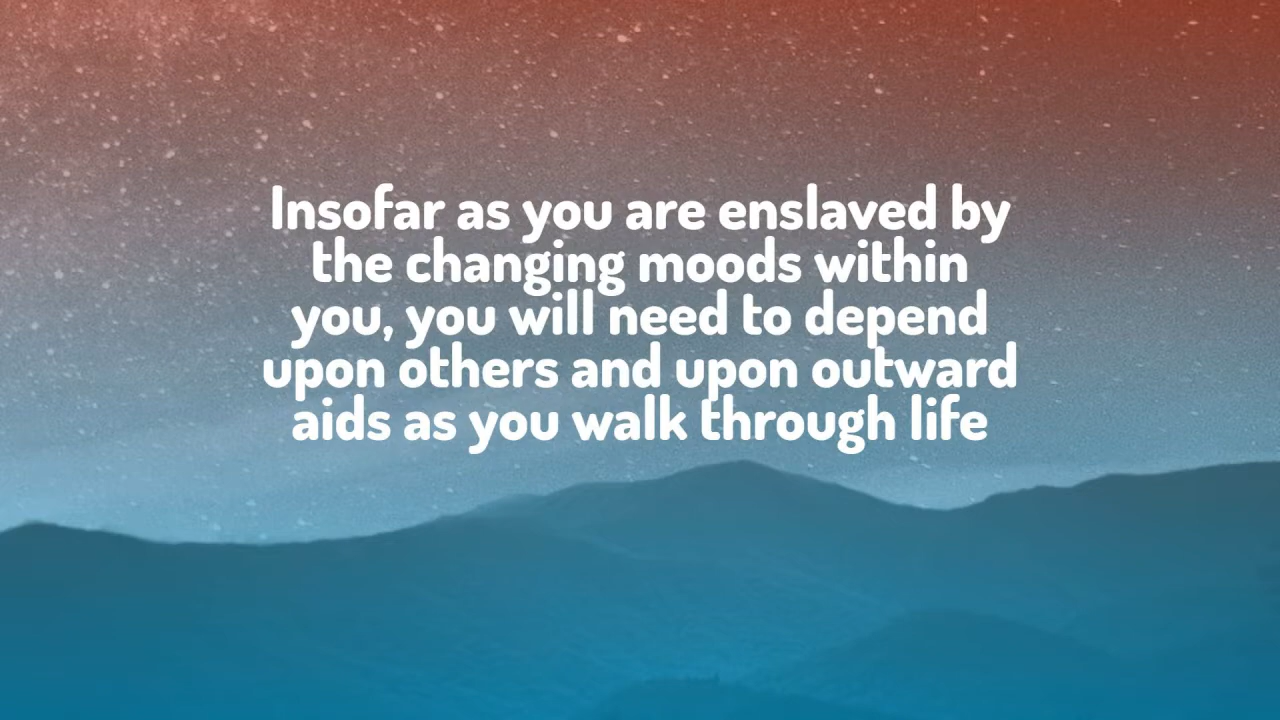 Insofar as you are enslaved by
the changing moods within
you, you will need to depend
upon others and upon outward
aids as you walk through life